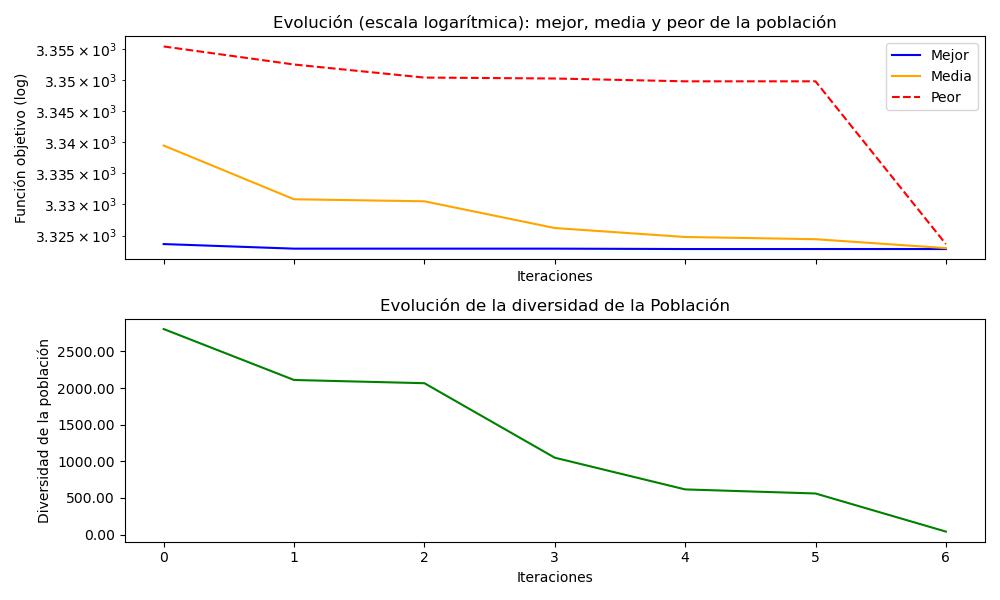 Evolución (escala logarítmica): mejor, media y peor de la población
Función objetivo (log)
3.355 × 10³
3.35 × 10³
3.345 × 10³
3.34 × 10³
3.335 × 10³
3.33 × 10³
3.325 × 10³
Mejor
Media
Peor
Iteraciones
Evolución de la diversidad de la Población
Diversidad de la población
2500.00
2000.00
1500.00
1000.00
500.00
0.00
0 1 2 3 4 5 6
Iteraciones